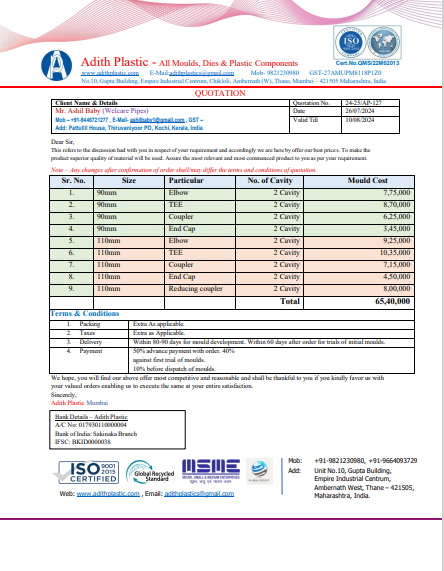 ISO
Adith Plastic - All Moulds, Dies & Plastic Components
Cert.No.QMS/22M02013
www.adithplastic.com E-Mail:adithplastics@gmail.com Mob- 9821230980 GST-27AMUPM8118P1Z0
No.10, Gupta Building, Empire Industrial Centrum, Chikloli, Ambernath (W), Thane, Mumbai – 421505 Maharashtra, India
QUOTATION
Client Name & Details Quotation No. 24-25/AP-127
Mr. Ashil Baby (Welcare Pipes) Date 26/07/2024
Mob – +91-9446721277 , E-Mail- ashilbaby1@gmail.com , GST – Valid Till 10/08/2024
Add: Pattulil House, Thiruvaniyoor PO, Kochi, Kerala, India
Dear Sir,
This refers to the discussion had with you in respect of your requirement and accordingly we are here by offer our best prices. To make the
product superior quality of material will be used. Assure the most relevant and most commenced product to you as per your requirement.
Note – Any changes after confirmation of order shall/may differ the terms and conditions of quotation.
Sr. No. Size Particular No. of Cavity Mould Cost
1. 90mm Elbow 2 Cavity 7,75,000
2. 90mm TEE 2 Cavity 8,70,000
3. 90mm Coupler 2 Cavity 6,25,000
4. 90mm End Cap 2 Cavity 3,45,000
5. 110mm Elbow 2 Cavity 9,25,000
6. 110mm TEE 2 Cavity 10,35,000
7. 110mm Coupler 2 Cavity 7,15,000
8. 110mm End Cap 2 Cavity 4,50,000
9. 110mm Reducing coupler 2 Cavity 8,00,000
Total 65,40,000
Terms & Conditions
1. Packing Extra As applicable.
2. Taxes Extra as Applicable.
3. Delivery Within 80-90 days for mould development. Within 60 days after order for trials of initial moulds.
4. Payment 50% advance payment with order. 40%
against first trial of moulds.
10% before dispatch of moulds.
We hope, you will find our above offer most competitive and reasonable and shall be thankful to you if you kindly favor us with
your valued orders enabling us to execute the same at your entire satisfaction.
Sincerely,
Adith Plastic Mumbai
Bank Details – Adith Plastic
A/C No: 017930110000004
Bank of India: Sakinaka Branch
IFSC: BKID0000038
ISO 9001 2015 CERTIFIED
Global Recycled Standard
MSME
MICRO, SMALL & MEDIUM ENTERPRISES
Web: www.adithplastic.com , Email: adithplastics@gmail.com
Mob: +91-9821230980, +91-9664093729
Add: Unit No.10, Gupta Building,
Empire Industrial Centrum,
Ambernath West, Thane – 421505,
Maharashtra, India.